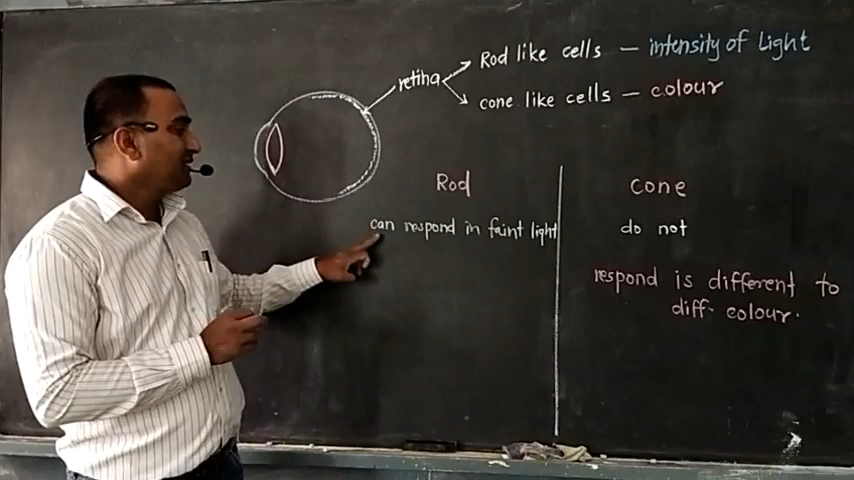 retina
Rod like cells — intensity of Light
cone like cells — colour
Rod
cone
can respond in faint light
do not
respond is different to
diff. colour.